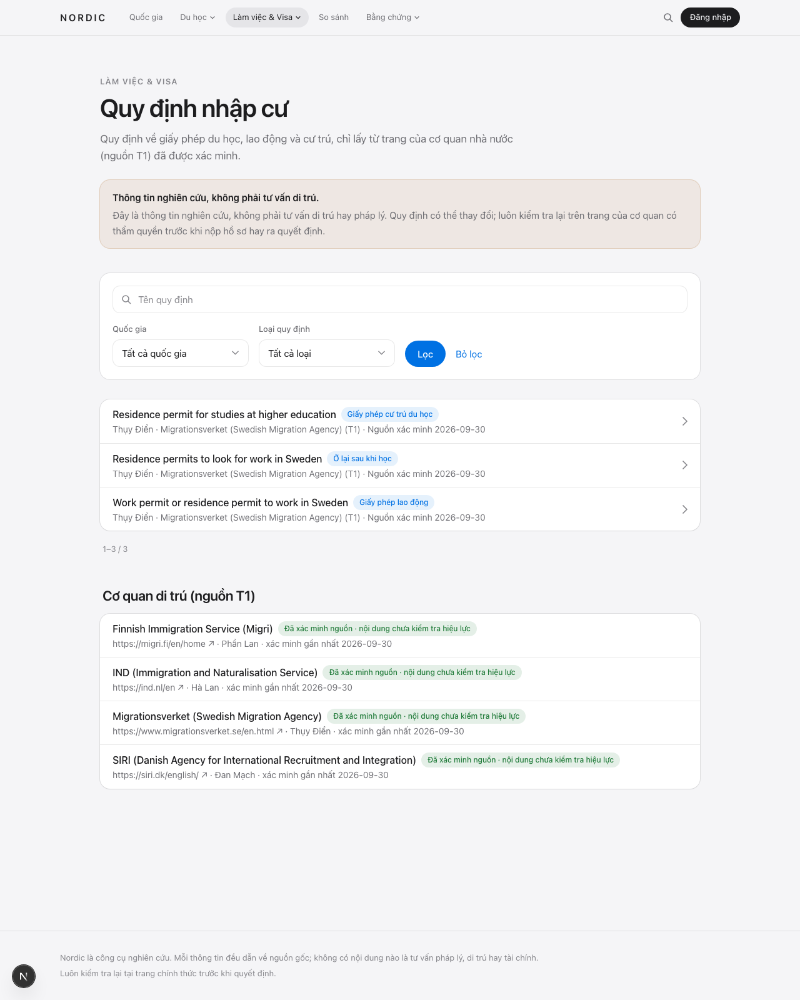 NORDIC
Quốc gia
Du học
Làm việc & Visa
So sánh
Bằng chứng
Đăng nhập
LÀM VIỆC & VISA
Quy định nhập cư
Quy định về giấy phép du học, lao động và cư trú, chỉ lấy từ trang của cơ quan nhà nước
(nguồn T1) đã được xác minh.
Thông tin nghiên cứu, không phải tư vấn di trú.
Đây là thông tin nghiên cứu, không phải tư vấn di trú hay pháp lý. Quy định có thể thay đổi; luôn kiểm tra lại trên trang của cơ quan có
thẩm quyền trước khi nộp hồ sơ hay ra quyết định.
Tên quy định
Quốc gia
Loại quy định
Tất cả quốc gia
Tất cả loại
Lọc
Bỏ lọc
Residence permit for studies at higher education Giấy phép cư trú du học
Thụy Điển · Migrationsverket (Swedish Migration Agency) (T1) · Nguồn xác minh 2026-09-30
Residence permits to look for work in Sweden Ở lại sau khi học
Thụy Điển · Migrationsverket (Swedish Migration Agency) (T1) · Nguồn xác minh 2026-09-30
Work permit or residence permit to work in Sweden Giấy phép lao động
Thụy Điển · Migrationsverket (Swedish Migration Agency) (T1) · Nguồn xác minh 2026-09-30
1–3 / 3
Cơ quan di trú (nguồn T1)
Finnish Immigration Service (Migri) Đã xác minh nguồn · nội dung chưa kiểm tra hiệu lực
https://migri.fi/en/home ↗ · Phần Lan · xác minh gần nhất 2026-09-30
IND (Immigration and Naturalisation Service) Đã xác minh nguồn · nội dung chưa kiểm tra hiệu lực
https://ind.nl/en ↗ · Hà Lan · xác minh gần nhất 2026-09-30
Migrationsverket (Swedish Migration Agency) Đã xác minh nguồn · nội dung chưa kiểm tra hiệu lực
https://www.migrationsverket.se/en.html ↗ · Thụy Điển · xác minh gần nhất 2026-09-30
SIRI (Danish Agency for International Recruitment and Integration) Đã xác minh nguồn · nội dung chưa kiểm tra hiệu lực
https://siri.dk/english/ ↗ · Đan Mạch · xác minh gần nhất 2026-09-30
Nordic là công cụ nghiên cứu. Mỗi thông tin đều dẫn về nguồn gốc; không có nội dung nào là tư vấn pháp lý, di trú hay tài chính.
Luôn kiểm tra lại tại trang chính thức trước khi quyết định.
N